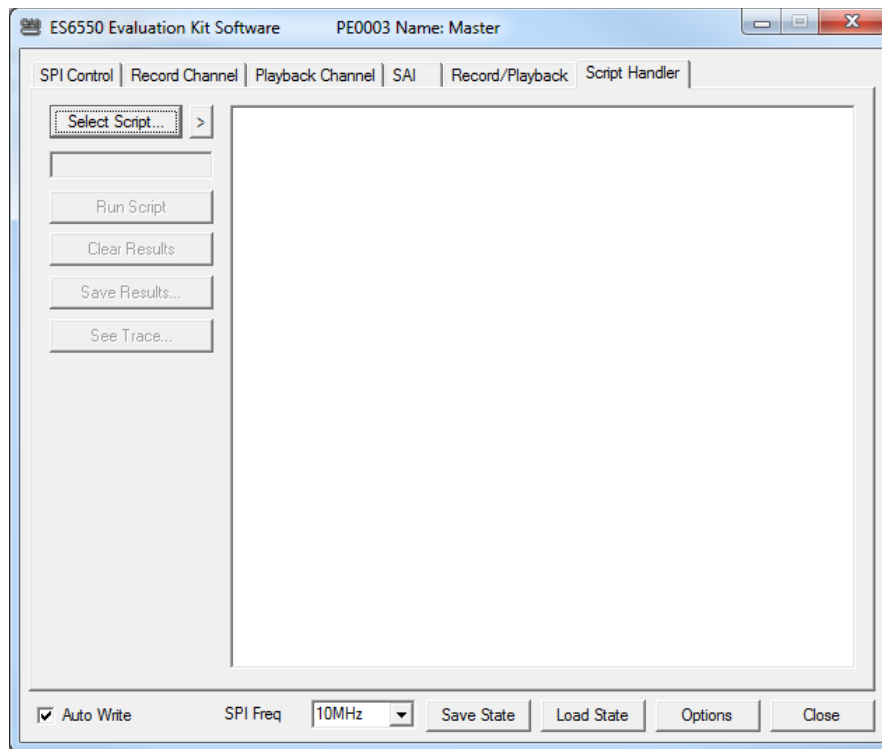 ES6550 Evaluation Kit Software PE0003 Name: Master
SPI Control Record Channel Playback Channel SAI Record/Playback Script Handler
Select Script... >
Run Script
Clear Results
Save Results...
See Trace...
Auto Write SPI Freq 10MHz Save State Load State Options Close